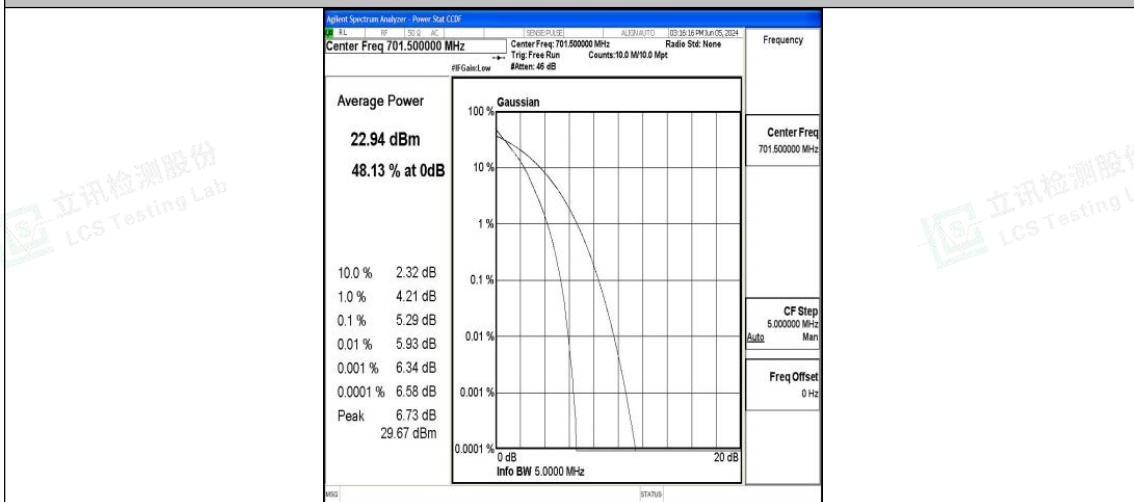 Agilent Spectrum Analyzer - Power Stat CCDF
RL RF 50 Ω AC SENSE:PULSE ALIGNAUTO 03:16:16 PM Jun 05, 2024
Center Freq 701.500000 MHz
Center Freq: 701.500000 MHz Radio Std: None
Trig: Free Run Counts:10.0 M/10.0 Mpt
#IFGain:Low #Atten: 46 dB
Frequency
Average Power
22.94 dBm
48.13 % at 0dB
10.0 % 2.32 dB
1.0 % 4.21 dB
0.1 % 5.29 dB
0.01 % 5.93 dB
0.001 % 6.34 dB
0.0001 % 6.58 dB
Peak 6.73 dB
29.67 dBm
Gaussian
100 %
10 %
1 %
0.1 %
0.01 %
0.001 %
0.0001 %
0 dB 20 dB
Info BW 5.0000 MHz
Center Freq
701.500000 MHz
CF Step
5.000000 MHz
Auto Man
Freq Offset
0 Hz
MSG STATUS
立讯检测股份
LCS Testing Lab
立讯检测股份
LCS Testing L